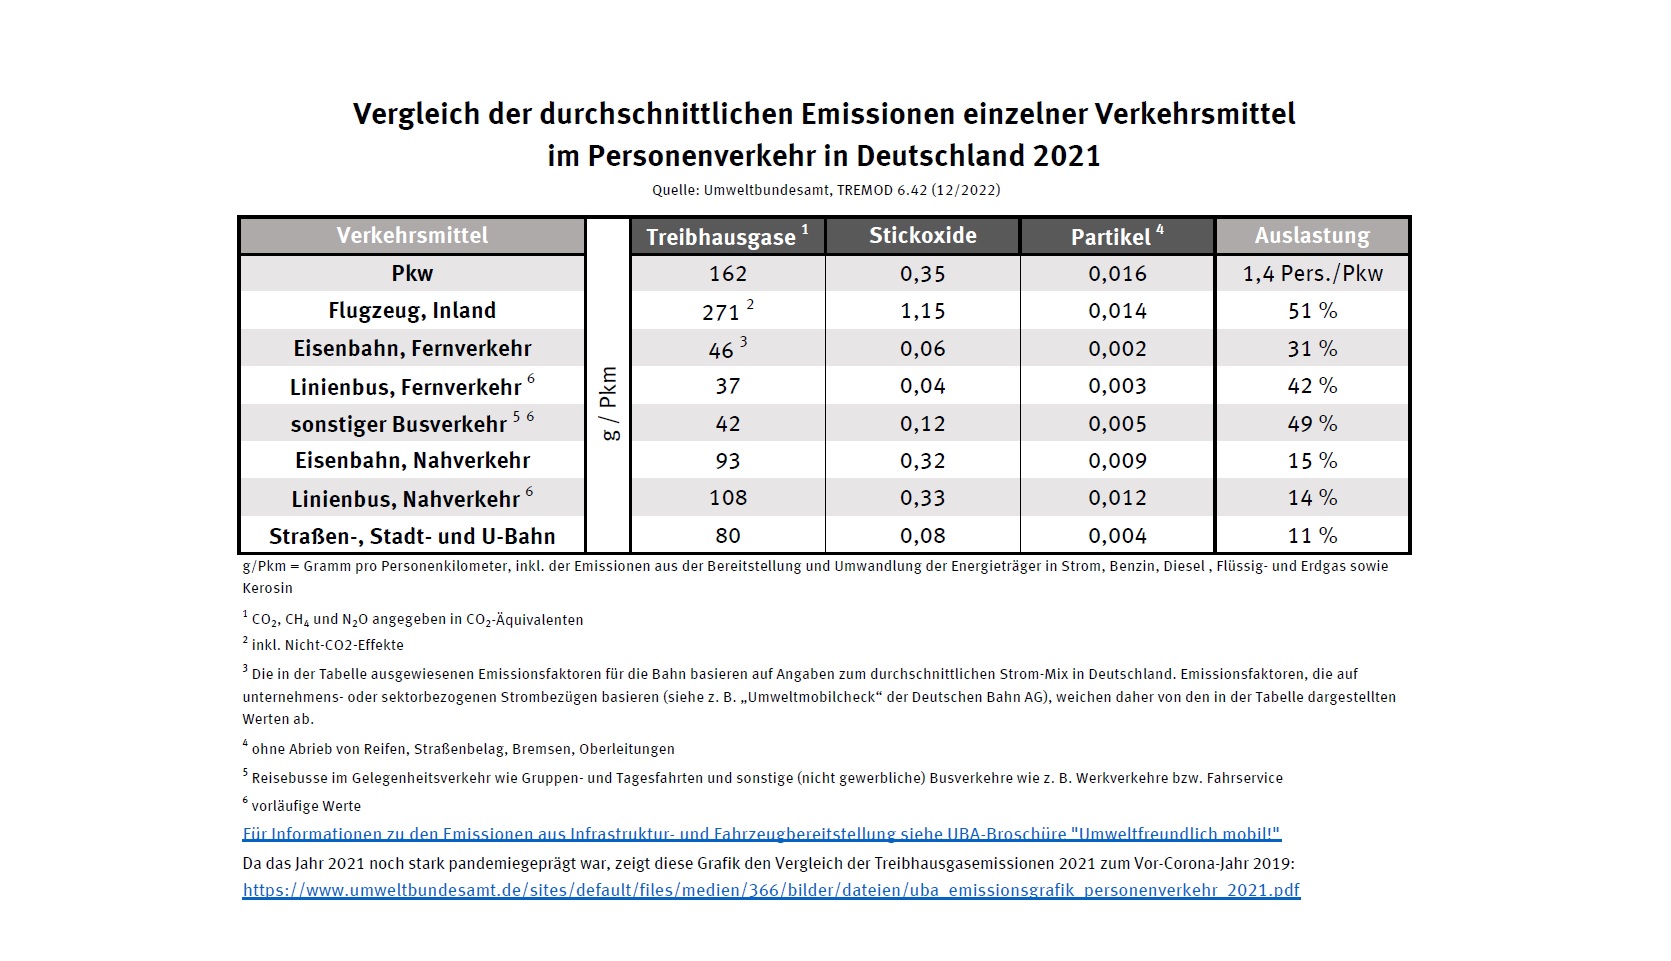 Vergleich der durchschnittlichen Emissionen einzelner Verkehrsmittel
im Personenverkehr in Deutschland 2021
Quelle: Umweltbundesamt, TREMOD 6.42 (12/2022)
Verkehrsmittel Treibhausgase ¹ Stickoxide Partikel ⁴ Auslastung
g / Pkm
Pkw 162 0,35 0,016 1,4 Pers./Pkw
Flugzeug, Inland 271 ² 1,15 0,014 51 %
Eisenbahn, Fernverkehr 46 ³ 0,06 0,002 31 %
Linienbus, Fernverkehr ⁶ 37 0,04 0,003 42 %
sonstiger Busverkehr ⁵ ⁶ 42 0,12 0,005 49 %
Eisenbahn, Nahverkehr 93 0,32 0,009 15 %
Linienbus, Nahverkehr ⁶ 108 0,33 0,012 14 %
Straßen-, Stadt- und U-Bahn 80 0,08 0,004 11 %
g/Pkm = Gramm pro Personenkilometer, inkl. der Emissionen aus der Bereitstellung und Umwandlung der Energieträger in Strom, Benzin, Diesel , Flüssig- und Erdgas sowie
Kerosin
¹ CO₂, CH₄ und N₂O angegeben in CO₂-Äquivalenten
² inkl. Nicht-CO2-Effekte
³ Die in der Tabelle ausgewiesenen Emissionsfaktoren für die Bahn basieren auf Angaben zum durchschnittlichen Strom-Mix in Deutschland. Emissionsfaktoren, die auf
unternehmens- oder sektorbezogenen Strombezügen basieren (siehe z. B. „Umweltmobilcheck“ der Deutschen Bahn AG), weichen daher von den in der Tabelle dargestellten
Werten ab.
⁴ ohne Abrieb von Reifen, Straßenbelag, Bremsen, Oberleitungen
⁵ Reisebusse im Gelegenheitsverkehr wie Gruppen- und Tagesfahrten und sonstige (nicht gewerbliche) Busverkehre wie z. B. Werkverkehre bzw. Fahrservice
⁶ vorläufige Werte
Für Informationen zu den Emissionen aus Infrastruktur- und Fahrzeugbereitstellung siehe UBA-Broschüre "Umweltfreundlich mobil!"
Da das Jahr 2021 noch stark pandemiegeprägt war, zeigt diese Grafik den Vergleich der Treibhausgasemissionen 2021 zum Vor-Corona-Jahr 2019:
https://www.umweltbundesamt.de/sites/default/files/medien/366/bilder/dateien/uba_emissionsgrafik_personenverkehr_2021.pdf